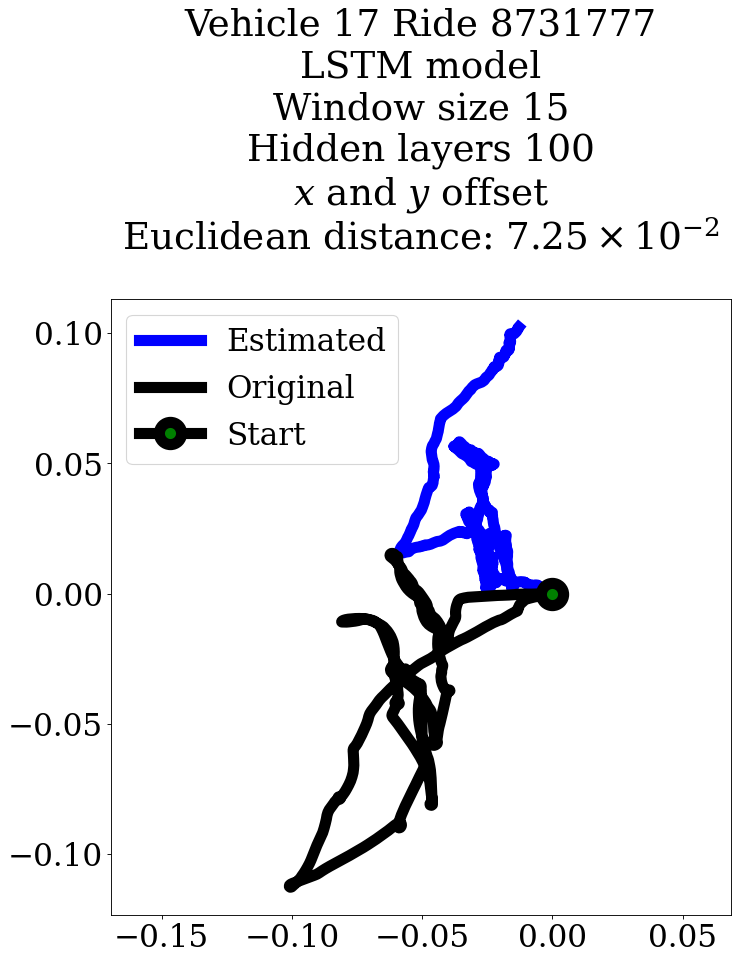 Vehicle 17 Ride 8731777
LSTM model
Window size 15
Hidden layers 100
x and y offset
Euclidean distance: 7.25 × 10⁻²
Estimated
Original
Start
0.10
0.05
0.00
−0.05
−0.10
−0.15 −0.10 −0.05 0.00 0.05